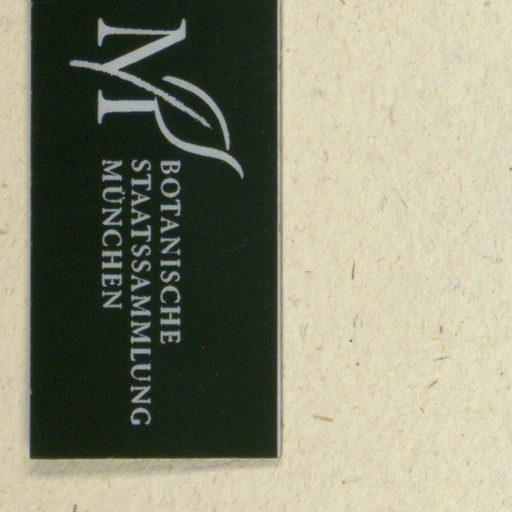 M
BOTANISCHE
STAATSSAMMLUNG
MÜNCHEN